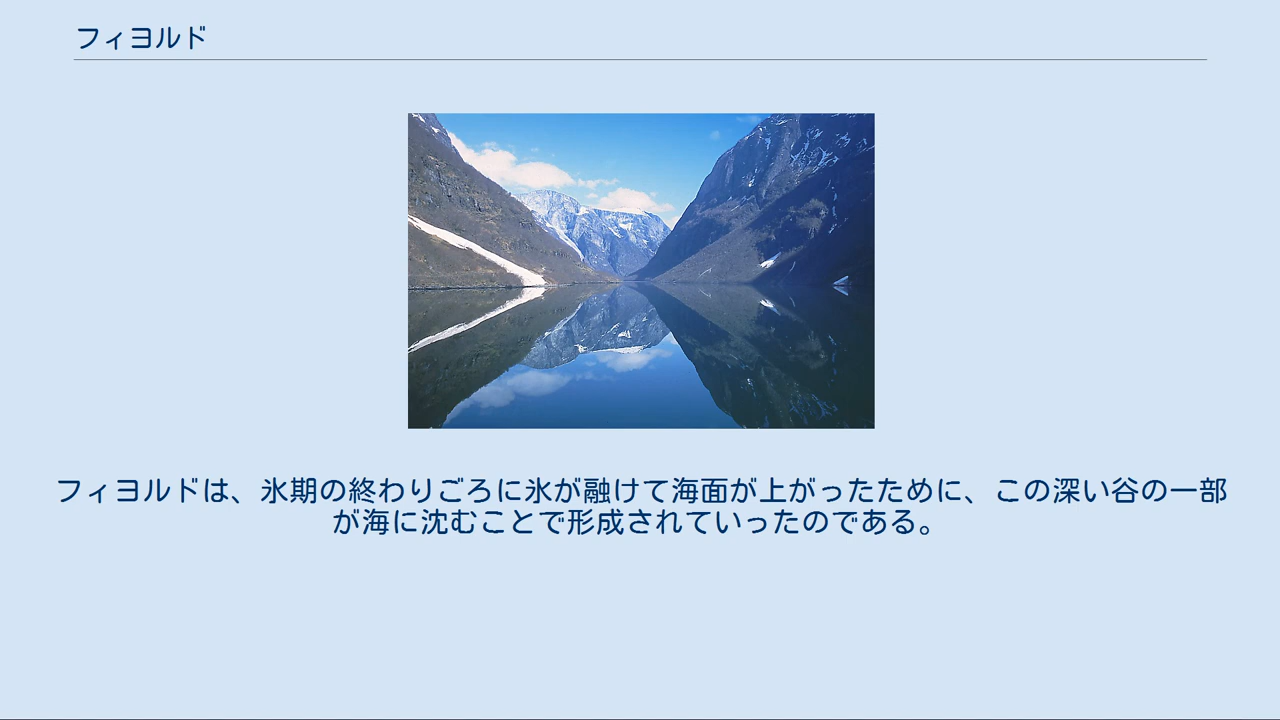 フィヨルド
フィヨルドは、氷期の終わりごろに氷が融けて海面が上がったために、この深い谷の一部
が海に沈むことで形成されていったのである。